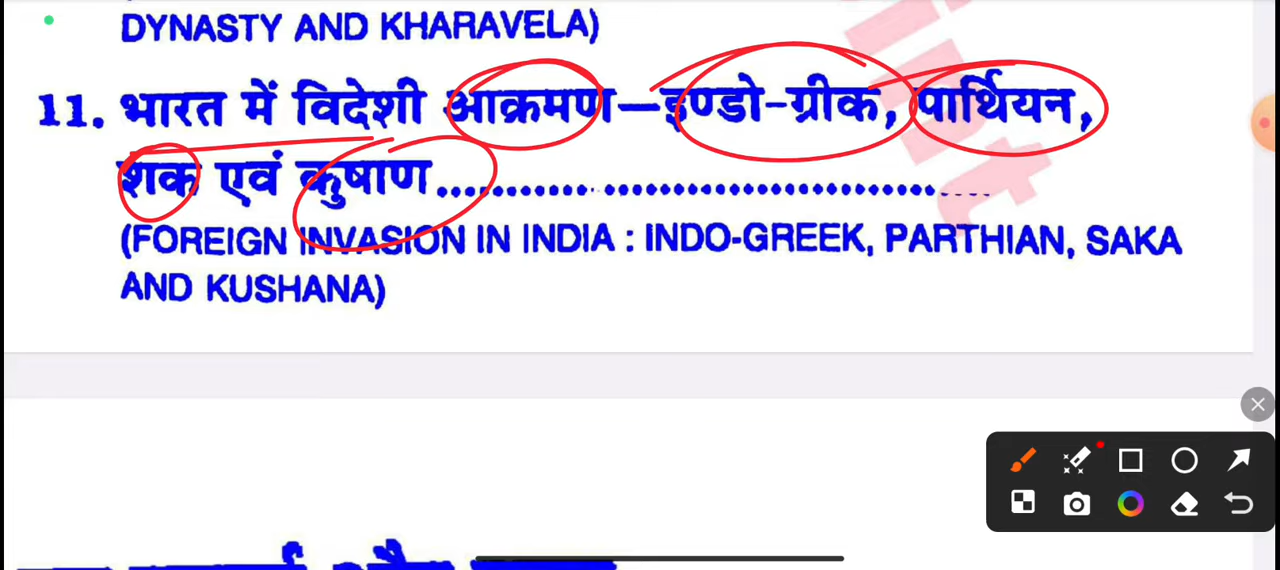 DYNASTY AND KHARAVELA)
11. भारत में विदेशी आक्रमण—इण्डो-ग्रीक, पार्थियन,
शक एवं कुषाण........................................
(FOREIGN INVASION IN INDIA : INDO-GREEK, PARTHIAN, SAKA
AND KUSHANA)